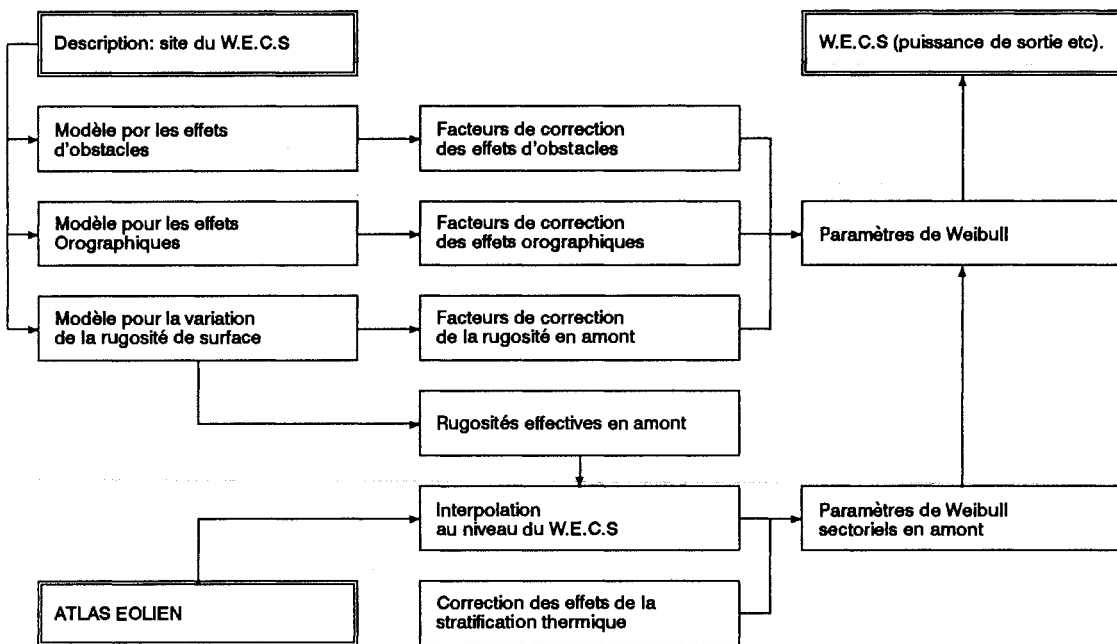 Description: site du W.E.C.S
W.E.C.S (puissance de sortie etc).
Modèle por les effets
d'obstacles
Facteurs de correction
des effets d'obstacles
Modèle pour les effets
Orographiques
Facteurs de correction
des effets orographiques
Paramètres de Weibull
Modèle pour la variation
de la rugosité de surface
Facteurs de correction
de la rugosité en amont
Rugosités effectives en amont
Interpolation
au niveau du W.E.C.S
Paramètres de Weibull
sectoriels en amont
ATLAS EOLIEN
Correction des effets de la
stratification thermique